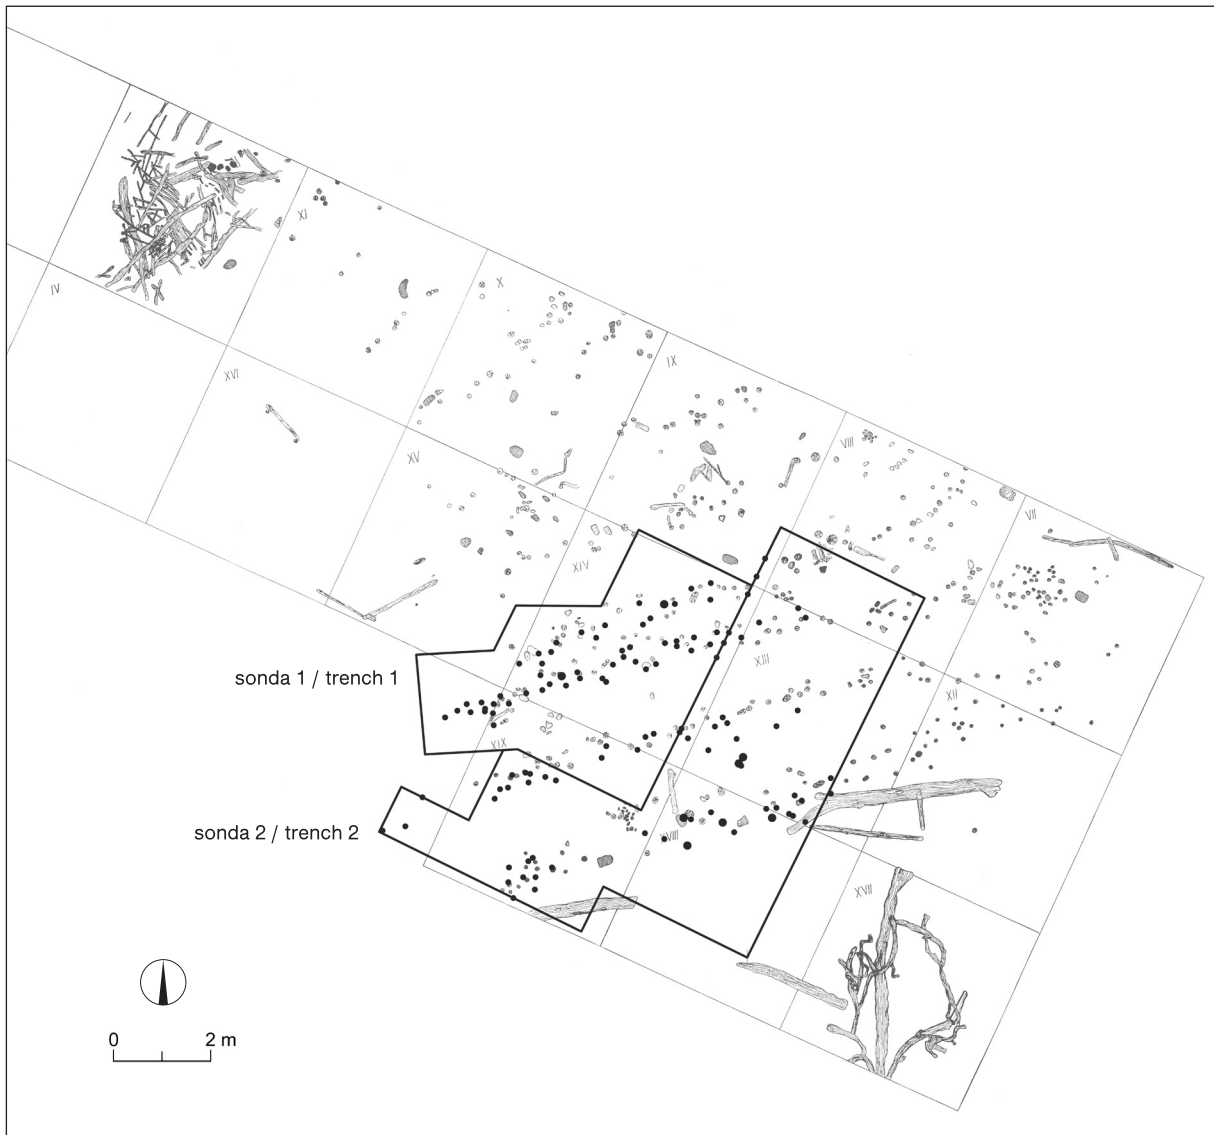 XI
X
IV
IX
XVI
VIII
XV
VII
XIV
XIII
sonda 1 / trench 1
XII
XIX
sonda 2 / trench 2
XVIII
XVII
0 2 m